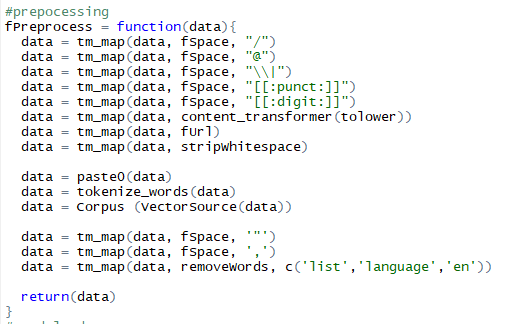 #prepocessing
fPreprocess = function(data){
  data = tm_map(data, fSpace, "/")
  data = tm_map(data, fSpace, "@")
  data = tm_map(data, fSpace, "\\|")
  data = tm_map(data, fSpace, "[[:punct:]]")
  data = tm_map(data, fSpace, "[[:digit:]]")
  data = tm_map(data, content_transformer(tolower))
  data = tm_map(data, fUrl)
  data = tm_map(data, stripWhitespace)

  data = paste0(data)
  data = tokenize_words(data)
  data = Corpus (VectorSource(data))

  data = tm_map(data, fSpace, '"')
  data = tm_map(data, fSpace, ',')
  data = tm_map(data, removeWords, c('list','language','en'))

  return(data)
}